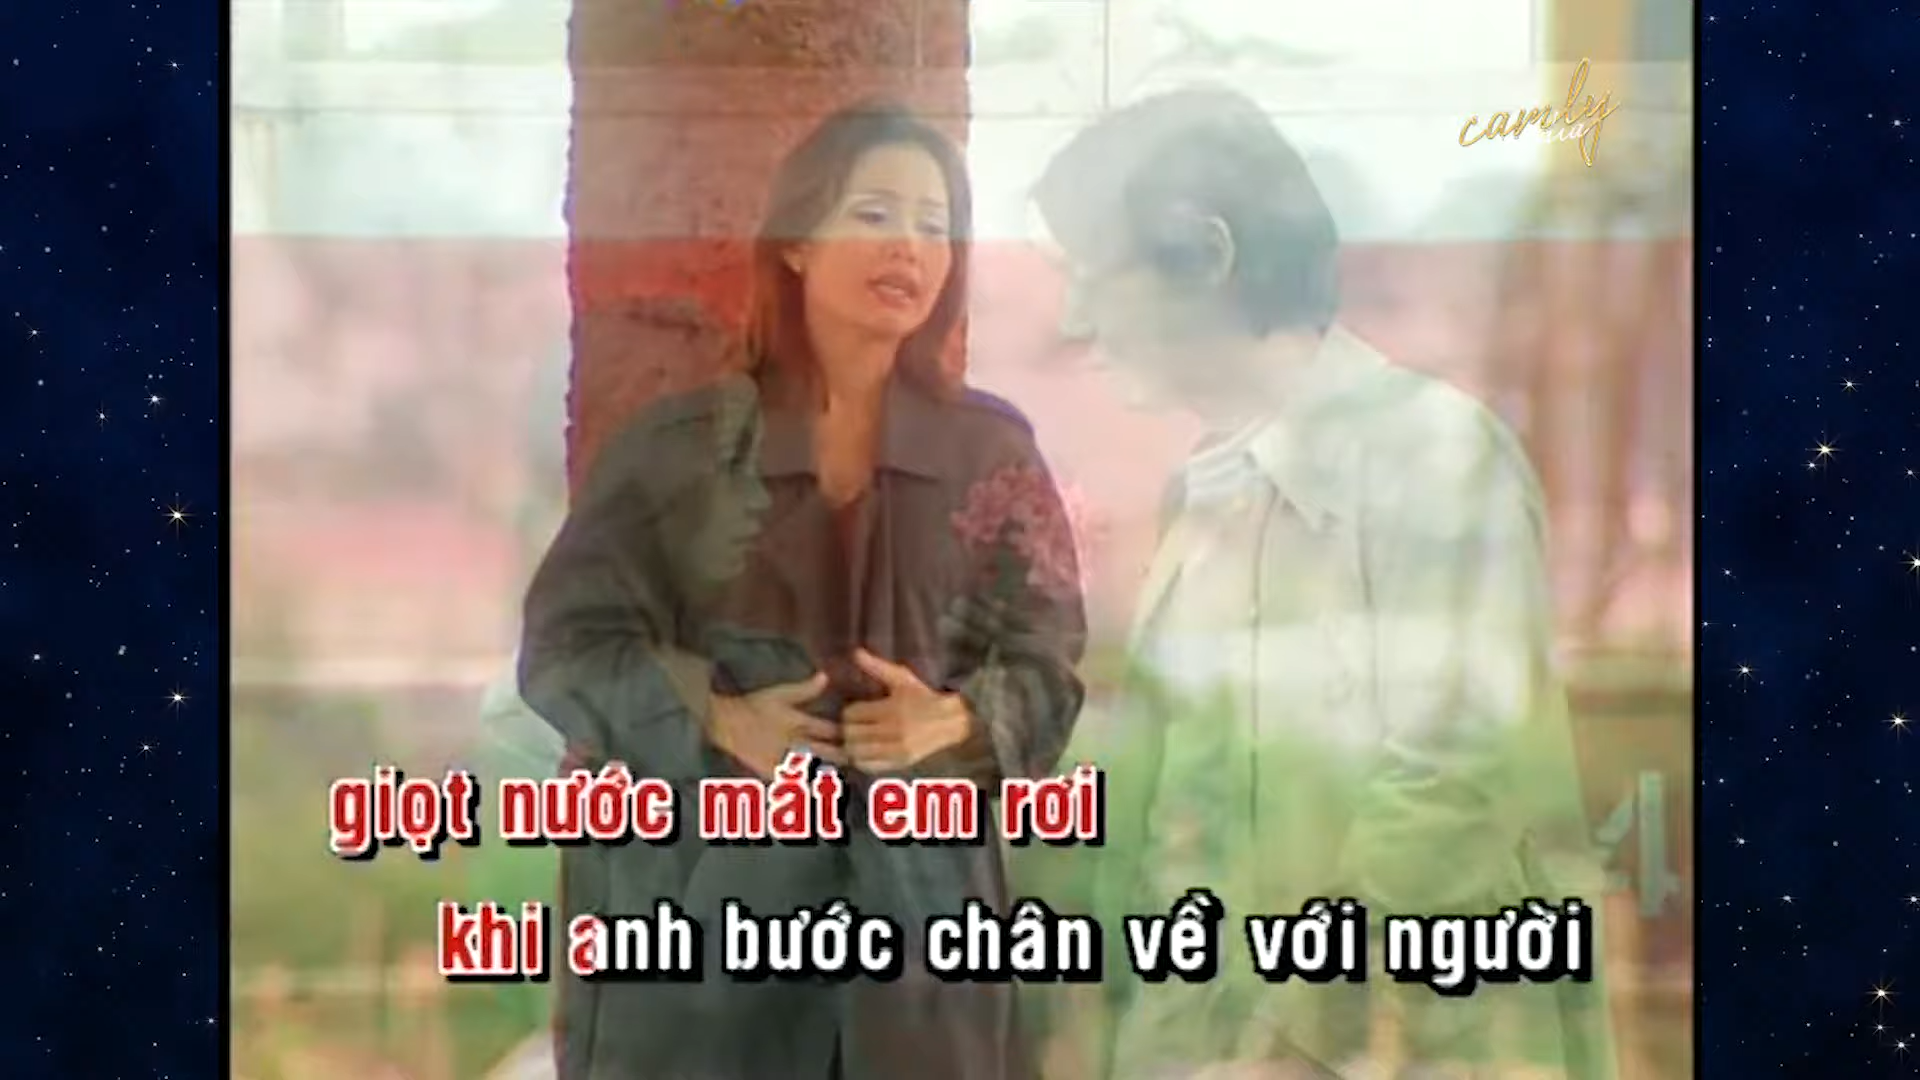 camly
giọt nước mắt em rơi
khi anh bước chân về với người